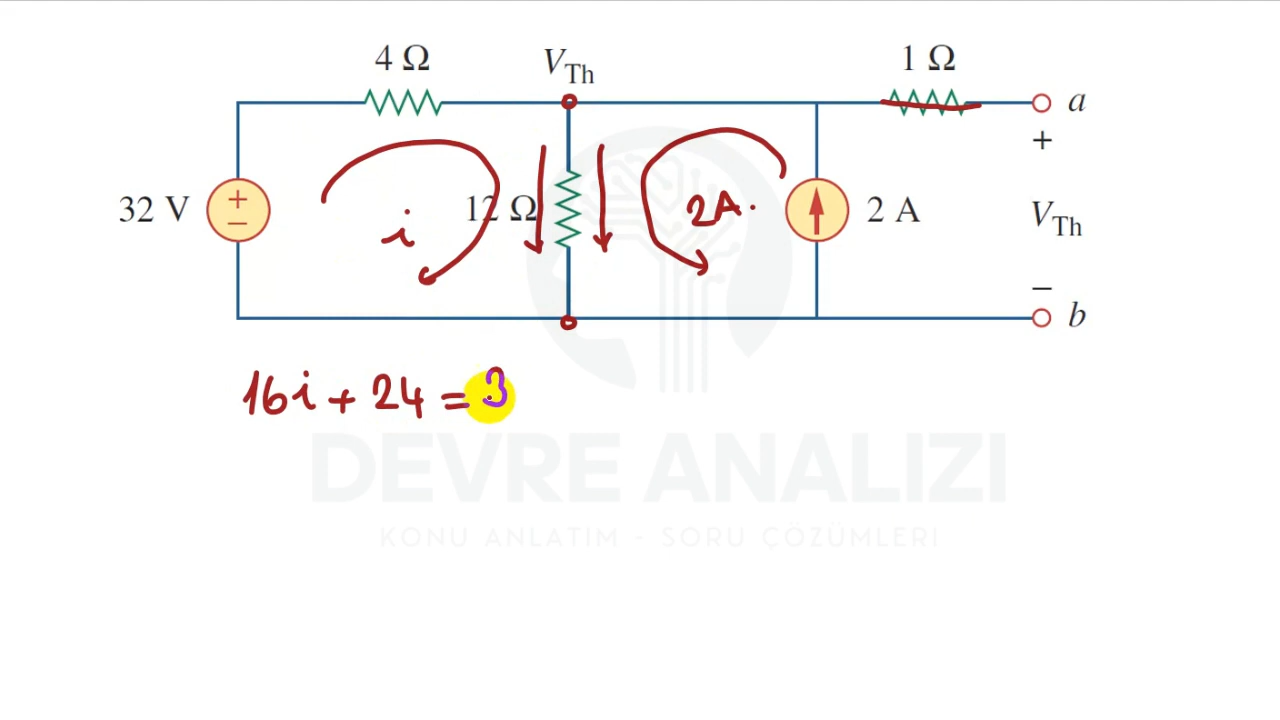 4 Ω
V_Th
1 Ω
a
+
32 V
+
−
i
12 Ω
2A.
2 A
V_Th
−
b
16i + 24 = 3
DEVRE ANALIZI
KONU ANLATIM - SORU ÇÖZÜMLERI